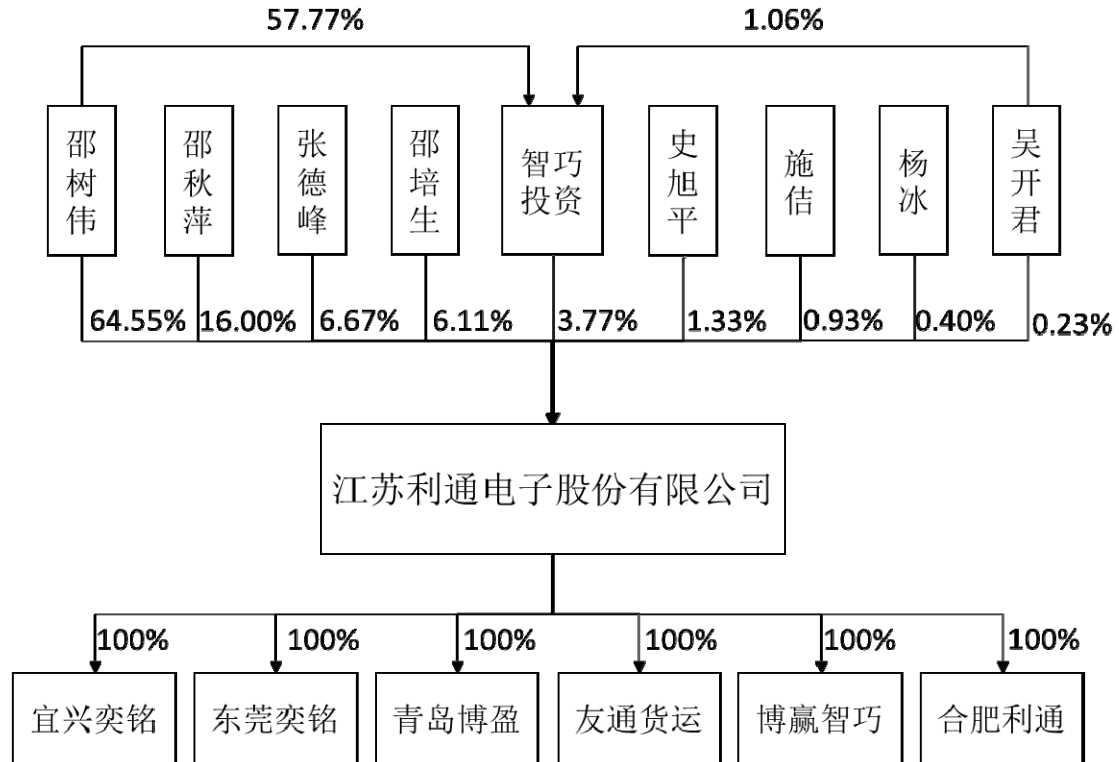 57.77%
1.06%
邵树伟
邵秋萍
张德峰
邵培生
智巧
投资
史旭平
施佶
杨冰
吴开君
64.55%
16.00%
6.67%
6.11%
3.77%
1.33%
0.93%
0.40%
0.23%
江苏利通电子股份有限公司
100%
100%
100%
100%
100%
100%
宜兴奕铭
东莞奕铭
青岛博盈
友通货运
博赢智巧
合肥利通